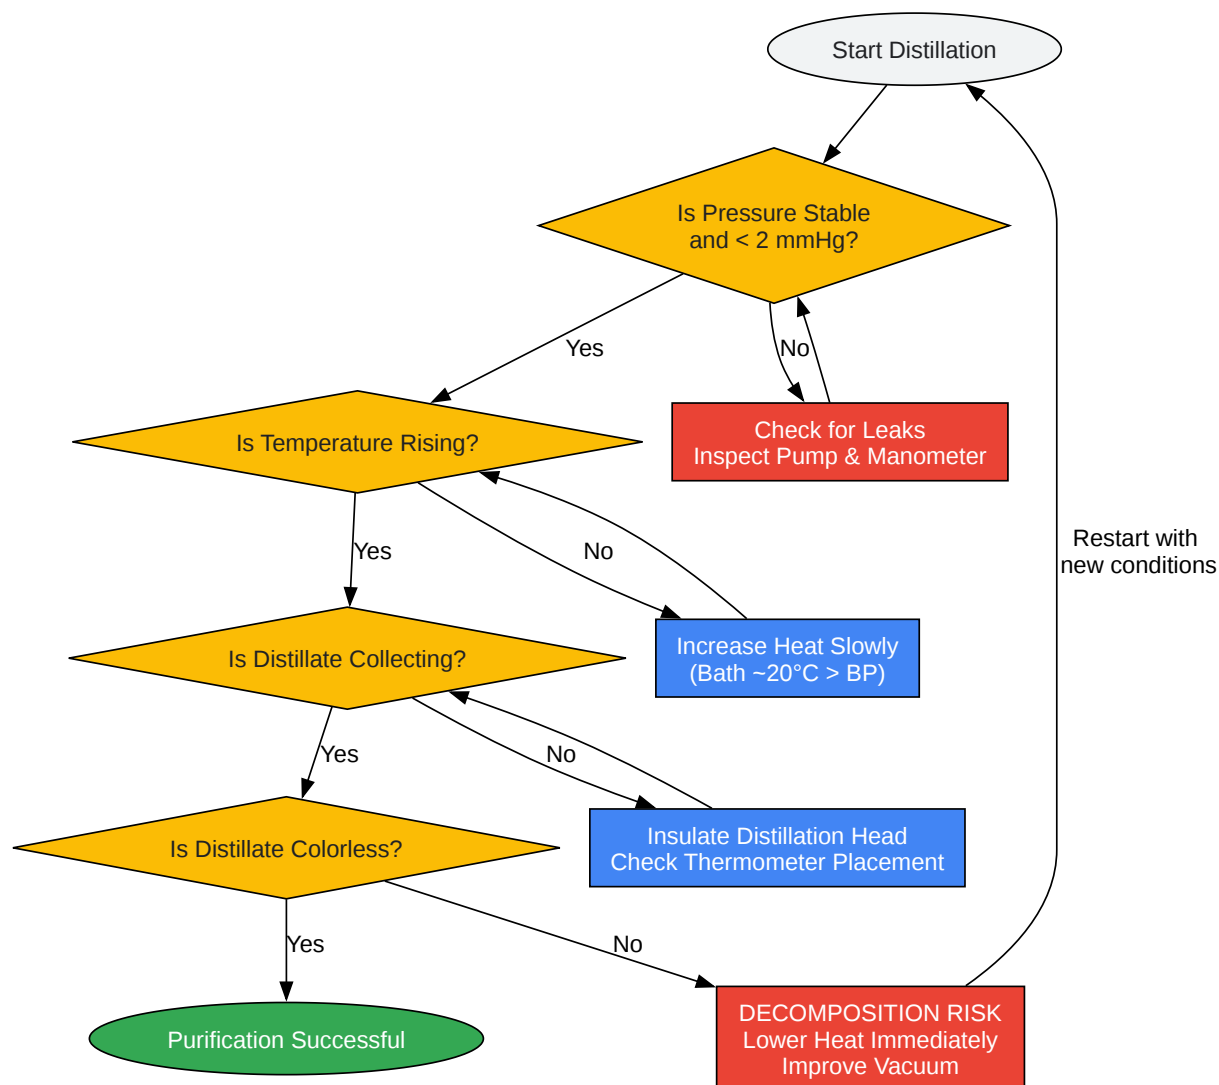 Start Distillation
Is Pressure Stable
and < 2 mmHg?
Yes
No
Check for Leaks
Inspect Pump & Manometer
Is Temperature Rising?
Restart with
new conditions
Yes
No
Increase Heat Slowly
(Bath ~20°C > BP)
Is Distillate Collecting?
Yes
No
Insulate Distillation Head
Check Thermometer Placement
Is Distillate Colorless?
Yes
No
Purification Successful
DECOMPOSITION RISK
Lower Heat Immediately
Improve Vacuum